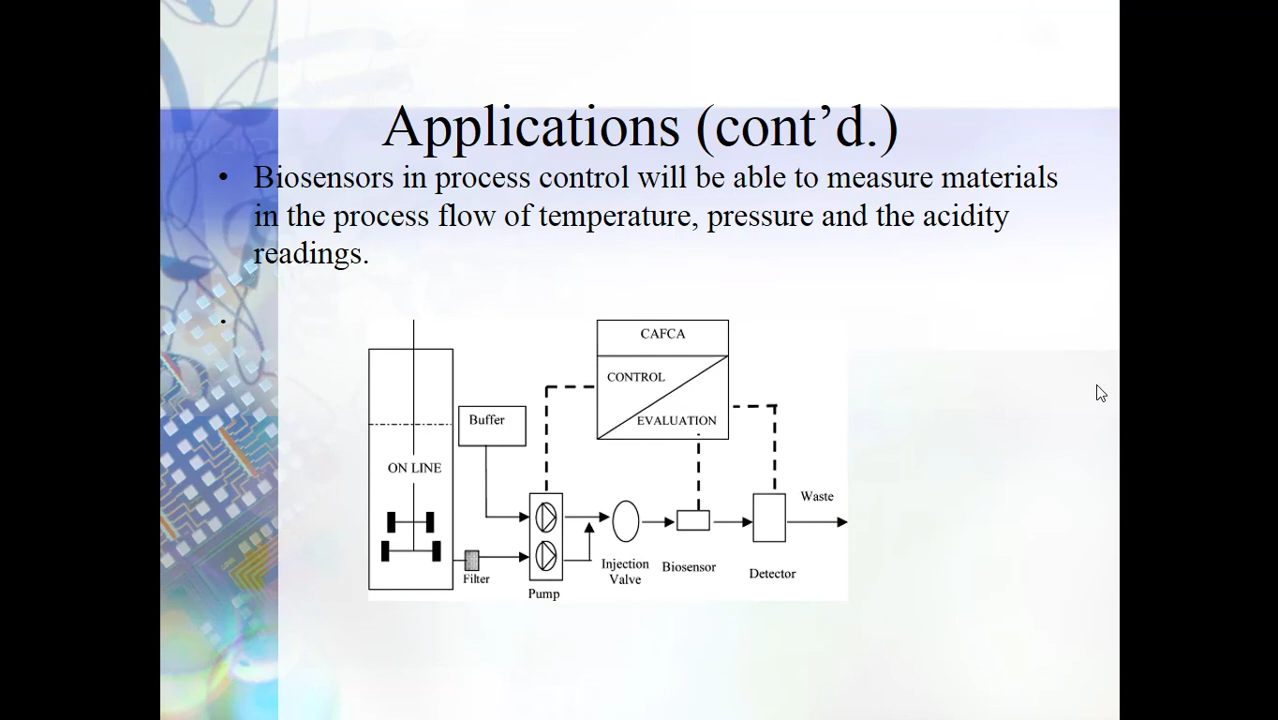 Applications (cont’d.)
• Biosensors in process control will be able to measure materials
in the process flow of temperature, pressure and the acidity
readings.
•
CAFCA
CONTROL
EVALUATION
Buffer
ON LINE
Waste
Filter
Pump
Injection
Valve
Biosensor
Detector